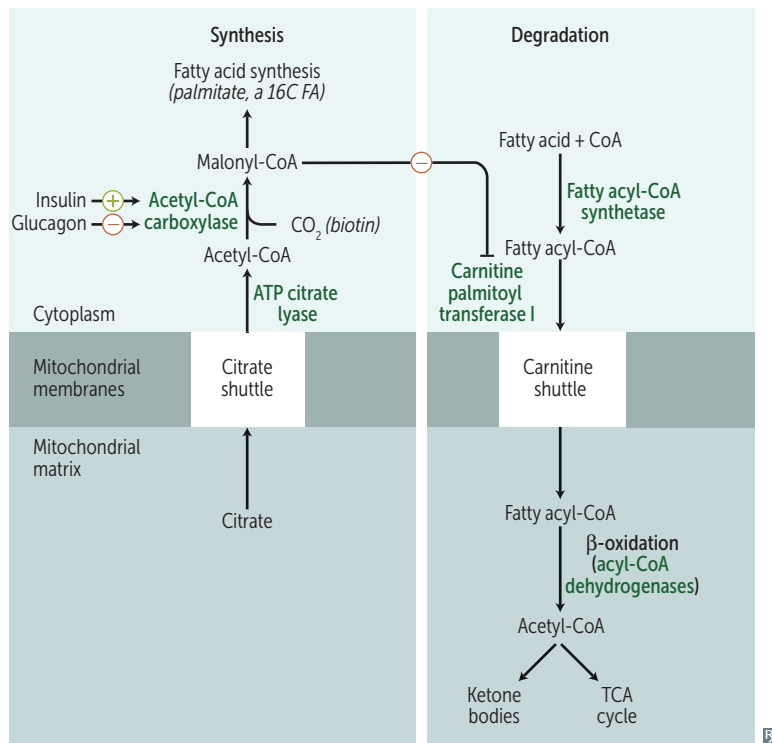 Synthesis
Fatty acid synthesis
(palmitate, a 16C FA)
Malonyl-CoA
−
Insulin
+
Acetyl-CoA
Glucagon
−
carboxylase
CO2 (biotin)
Acetyl-CoA
ATP citrate
lyase
Cytoplasm
Mitochondrial
membranes
Citrate
shuttle
Mitochondrial
matrix
Citrate
Degradation
Fatty acid + CoA
Fatty acyl-CoA
synthetase
Fatty acyl-CoA
Carnitine
palmitoyl
transferase I
Carnitine
shuttle
Fatty acyl-CoA
β-oxidation
(acyl-CoA
dehydrogenases)
Acetyl-CoA
Ketone
bodies
TCA
cycle
R